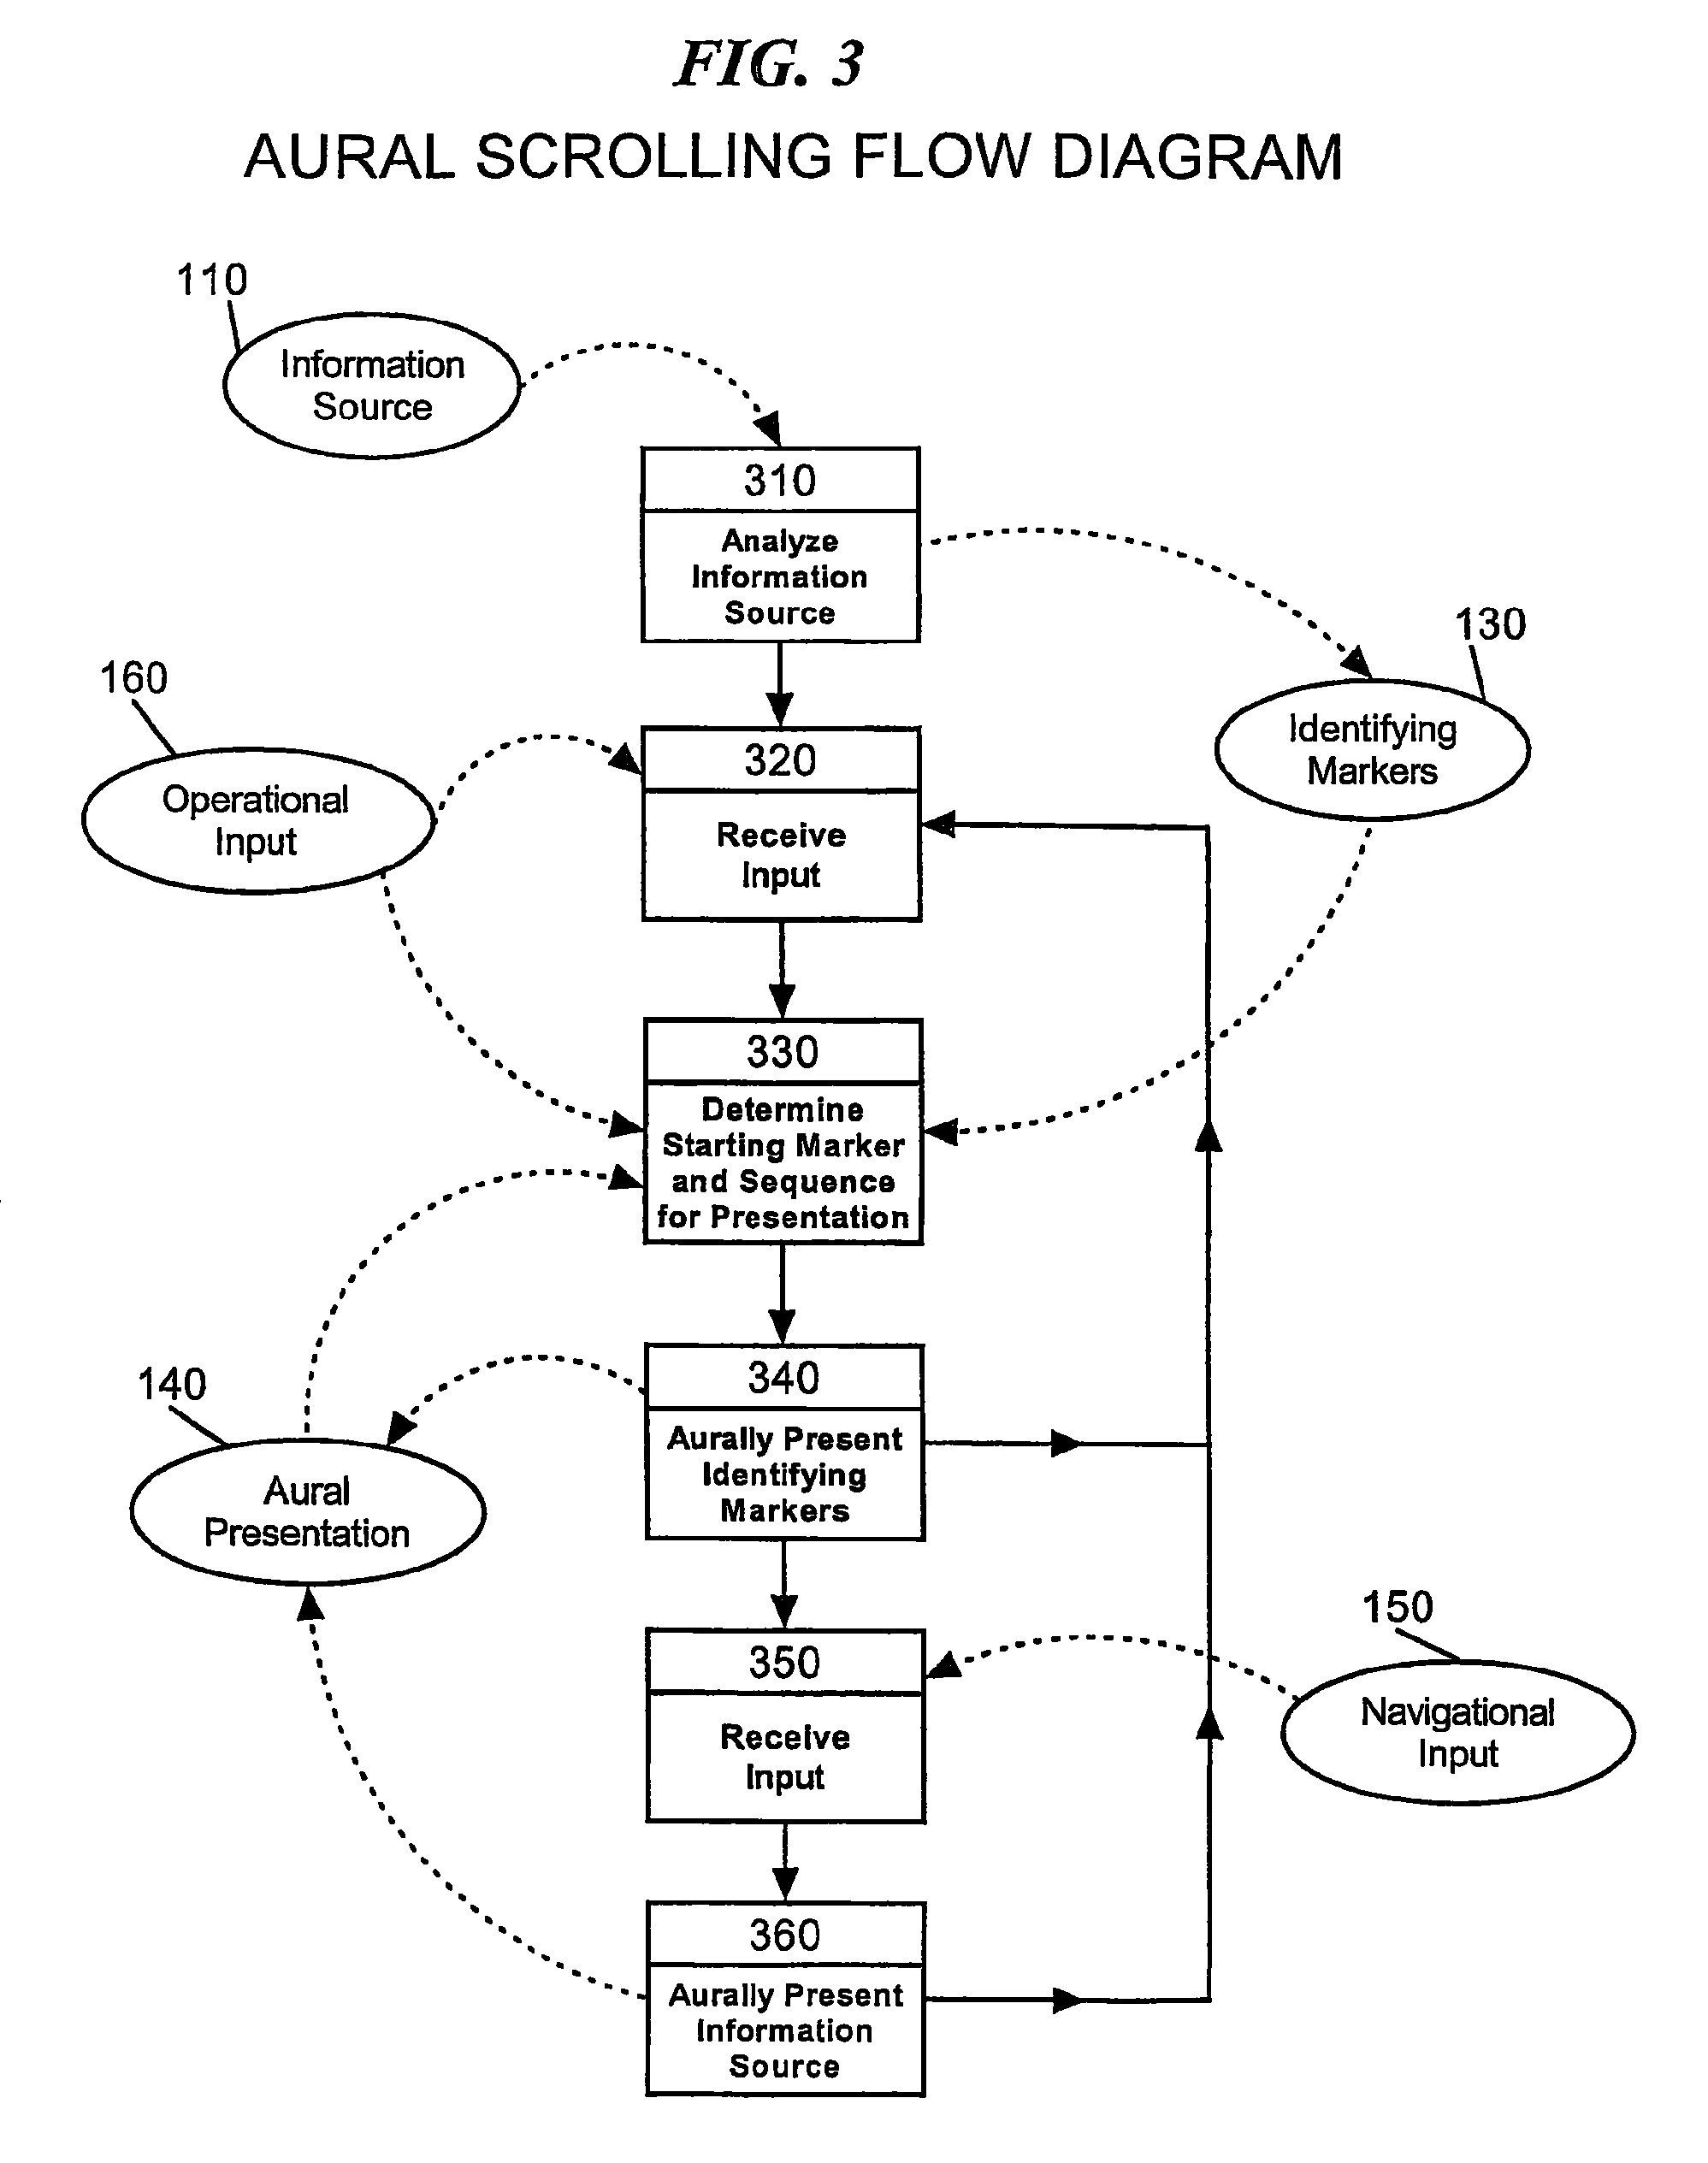 FIG. 3
AURAL SCROLLING FLOW DIAGRAM
110
Information
Source
310
Analyze
Information
Source
130
Identifying
Markers
160
Operational
Input
320
Receive
Input
330
Determine
Starting Marker
and Sequence
for Presentation
340
Aurally Present
Identifying
Markers
140
Aural
Presentation
350
Receive
Input
150
Navigational
Input
360
Aurally Present
Information
Source